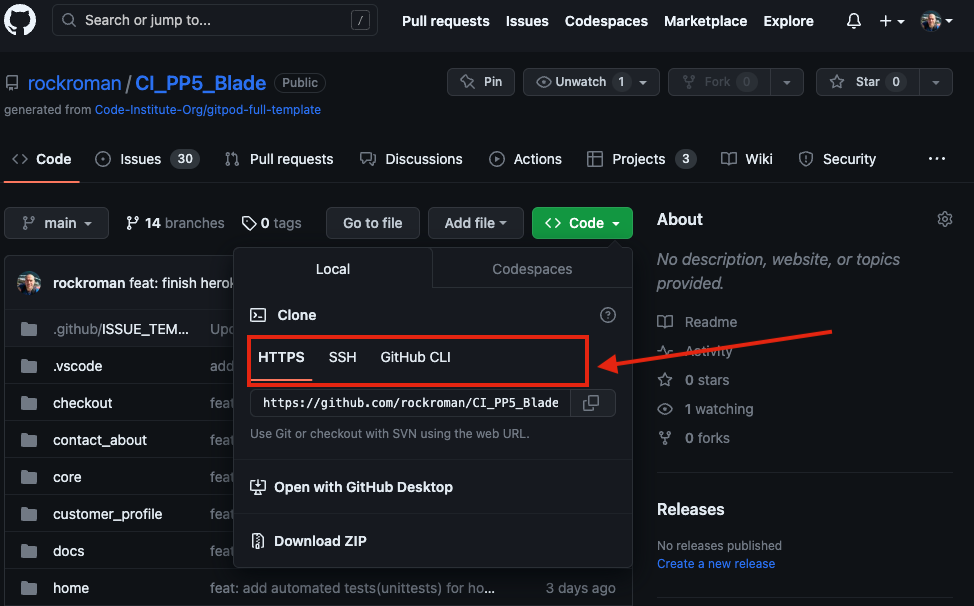 Search or jump to... / Pull requests Issues Codespaces Marketplace Explore
rockroman / CI_PP5_Blade Public Pin Unwatch 1 Fork 0 Star 0
generated from Code-Institute-Org/gitpod-full-template
Code Issues 30 Pull requests Discussions Actions Projects 3 Wiki Security
main 14 branches 0 tags Go to file Add file Code
About
No description, website, or topics
provided.
Readme
Activity
0 stars
1 watching
0 forks
Releases
No releases published
Create a new release
Local Codespaces
Clone
HTTPS SSH GitHub CLI
https://github.com/rockroman/CI_PP5_Blade
Use Git or checkout with SVN using the web URL.
Open with GitHub Desktop
Download ZIP
rockroman feat: finish herok
.github/ISSUE_TEM... Upd
.vscode add
checkout feat
contact_about feat
core feat
customer_profile feat
docs feat
home feat: add automated tests(unittests) for ho... 3 days ago